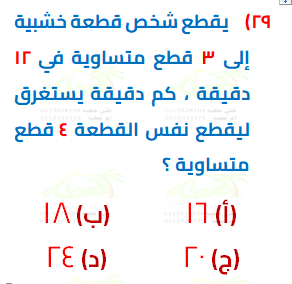 ٢٩) يقطع شخص قطعة خشبية
إلى ٣ قطع متساوية في ١٢
دقيقة ، كم دقيقة يستغرق
ليقطع نفس القطعة ٤ قطع
متساوية ؟
(أ) ١٦ (ب) ١٨
(ج) ٢٠ (د) ٢٤